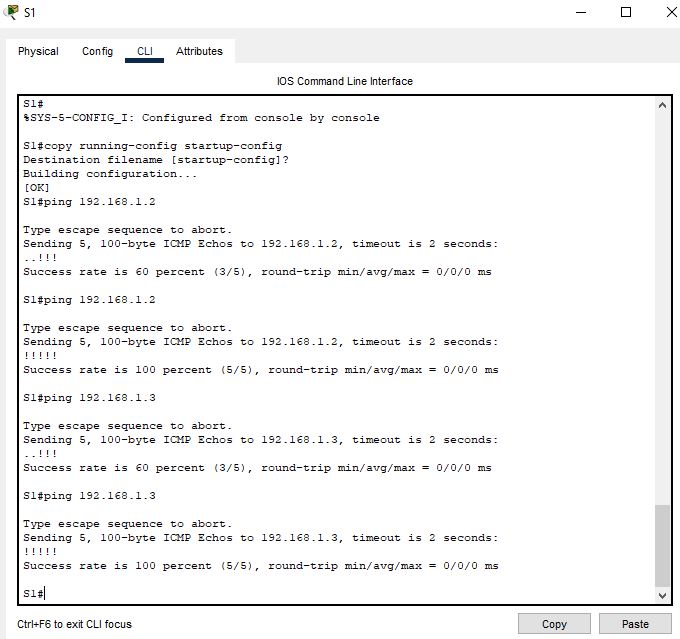 S1
Physical Config CLI Attributes
IOS Command Line Interface
S1#
%SYS-5-CONFIG_I: Configured from console by console
S1#copy running-config startup-config
Destination filename [startup-config]?
Building configuration...
[OK]
S1#ping 192.168.1.2
Type escape sequence to abort.
Sending 5, 100-byte ICMP Echos to 192.168.1.2, timeout is 2 seconds:
..!!!
Success rate is 60 percent (3/5), round-trip min/avg/max = 0/0/0 ms
S1#ping 192.168.1.2
Type escape sequence to abort.
Sending 5, 100-byte ICMP Echos to 192.168.1.2, timeout is 2 seconds:
!!!!!
Success rate is 100 percent (5/5), round-trip min/avg/max = 0/0/0 ms
S1#ping 192.168.1.3
Type escape sequence to abort.
Sending 5, 100-byte ICMP Echos to 192.168.1.3, timeout is 2 seconds:
..!!!
Success rate is 60 percent (3/5), round-trip min/avg/max = 0/0/0 ms
S1#ping 192.168.1.3
Type escape sequence to abort.
Sending 5, 100-byte ICMP Echos to 192.168.1.3, timeout is 2 seconds:
!!!!!
Success rate is 100 percent (5/5), round-trip min/avg/max = 0/0/0 ms
S1#
Ctrl+F6 to exit CLI focus
Copy Paste